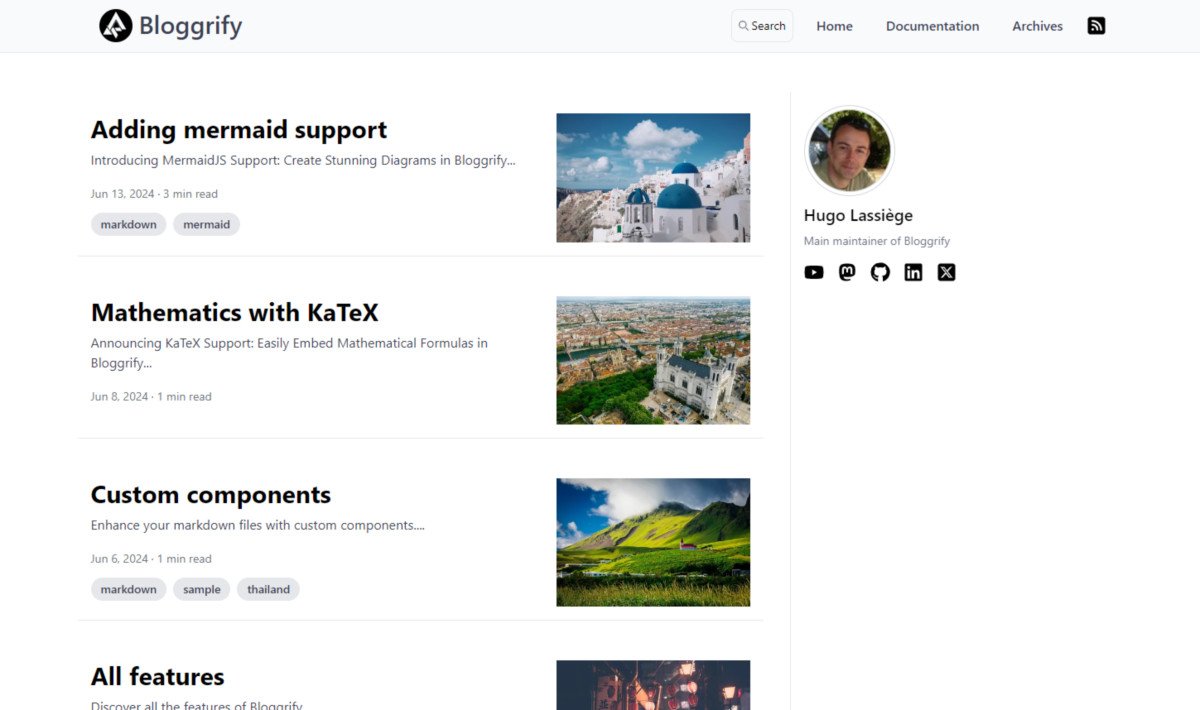 Bloggrify
Search
Home
Documentation
Archives
Adding mermaid support
Introducing MermaidJS Support: Create Stunning Diagrams in Bloggrify...
Jun 13, 2024 · 3 min read
markdown
mermaid
Mathematics with KaTeX
Announcing KaTeX Support: Easily Embed Mathematical Formulas in
Bloggrify...
Jun 8, 2024 · 1 min read
Custom components
Enhance your markdown files with custom components....
Jun 6, 2024 · 1 min read
markdown
sample
thailand
All features
Discover all the features of Bloggrify
Hugo Lassiège
Main maintainer of Bloggrify